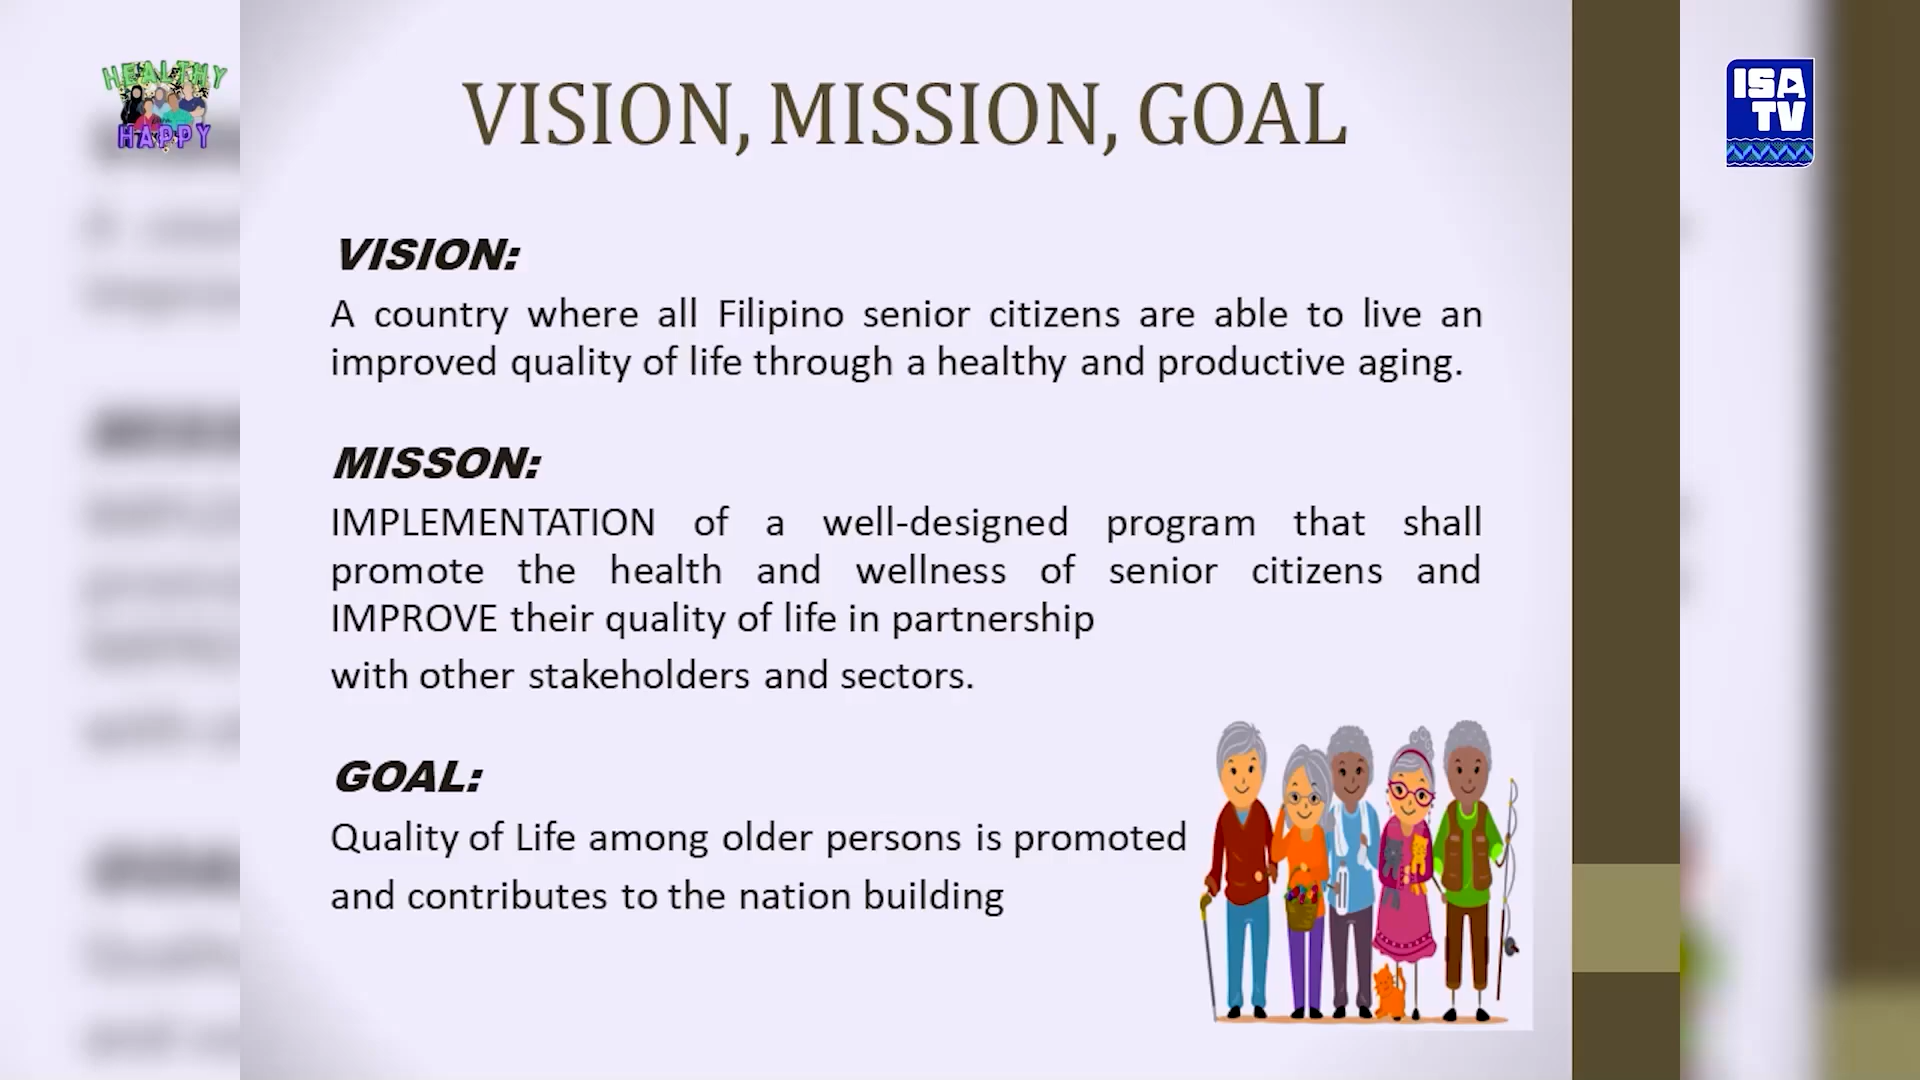 HEALTHY
HAPPY
ISA
TV
VISION, MISSION, GOAL
VISION:
A country where all Filipino senior citizens are able to live an
improved quality of life through a healthy and productive aging.
MISSON:
IMPLEMENTATION of a well-designed program that shall
promote the health and wellness of senior citizens and
IMPROVE their quality of life in partnership
with other stakeholders and sectors.
GOAL:
Quality of Life among older persons is promoted
and contributes to the nation building